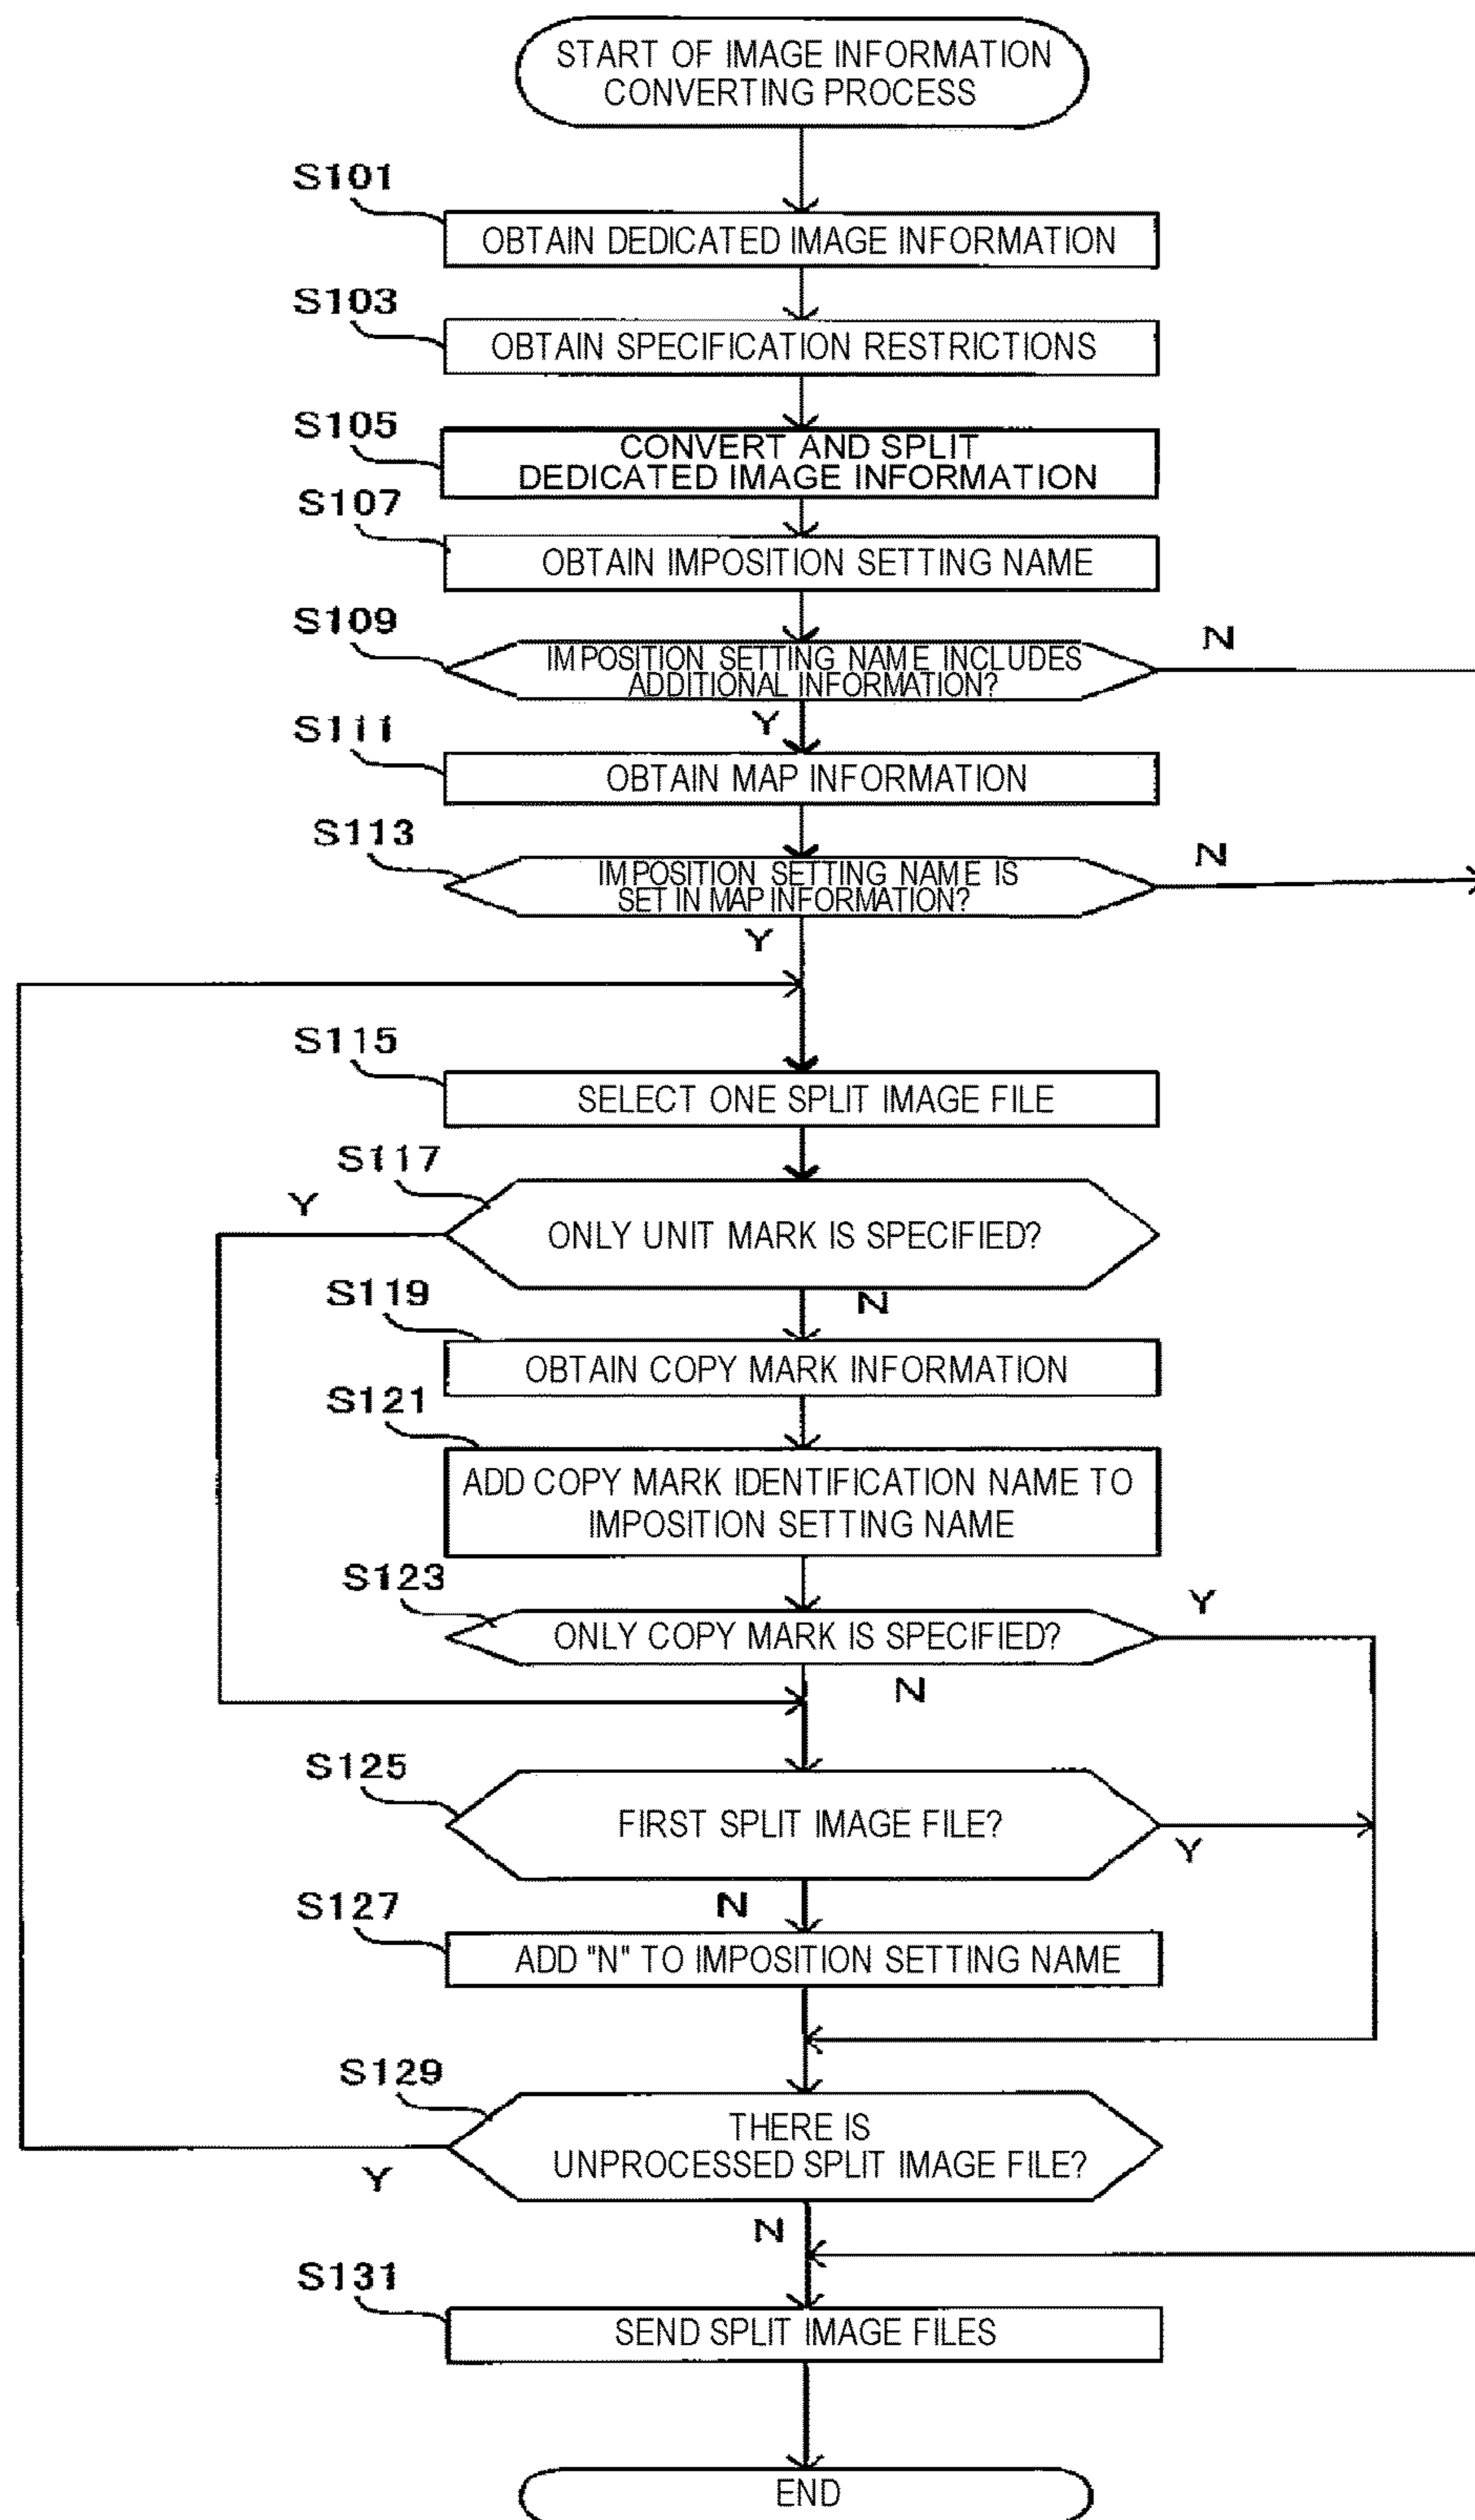 START OF IMAGE INFORMATION
CONVERTING PROCESS
S101
OBTAIN DEDICATED IMAGE INFORMATION
S103
OBTAIN SPECIFICATION RESTRICTIONS
S105
CONVERT AND SPLIT
DEDICATED IMAGE INFORMATION
S107
OBTAIN IMPOSITION SETTING NAME
S109
IMPOSITION SETTING NAME INCLUDES
ADDITIONAL INFORMATION?
N
Y
S111
OBTAIN MAP INFORMATION
S113
IMPOSITION SETTING NAME IS
SET IN MAP INFORMATION?
N
Y
S115
SELECT ONE SPLIT IMAGE FILE
S117
Y
ONLY UNIT MARK IS SPECIFIED?
N
S119
OBTAIN COPY MARK INFORMATION
S121
ADD COPY MARK IDENTIFICATION NAME TO
IMPOSITION SETTING NAME
S123
ONLY COPY MARK IS SPECIFIED?
Y
N
S125
FIRST SPLIT IMAGE FILE?
Y
N
S127
ADD "N" TO IMPOSITION SETTING NAME
S129
THERE IS
UNPROCESSED SPLIT IMAGE FILE?
Y
N
S131
SEND SPLIT IMAGE FILES
END